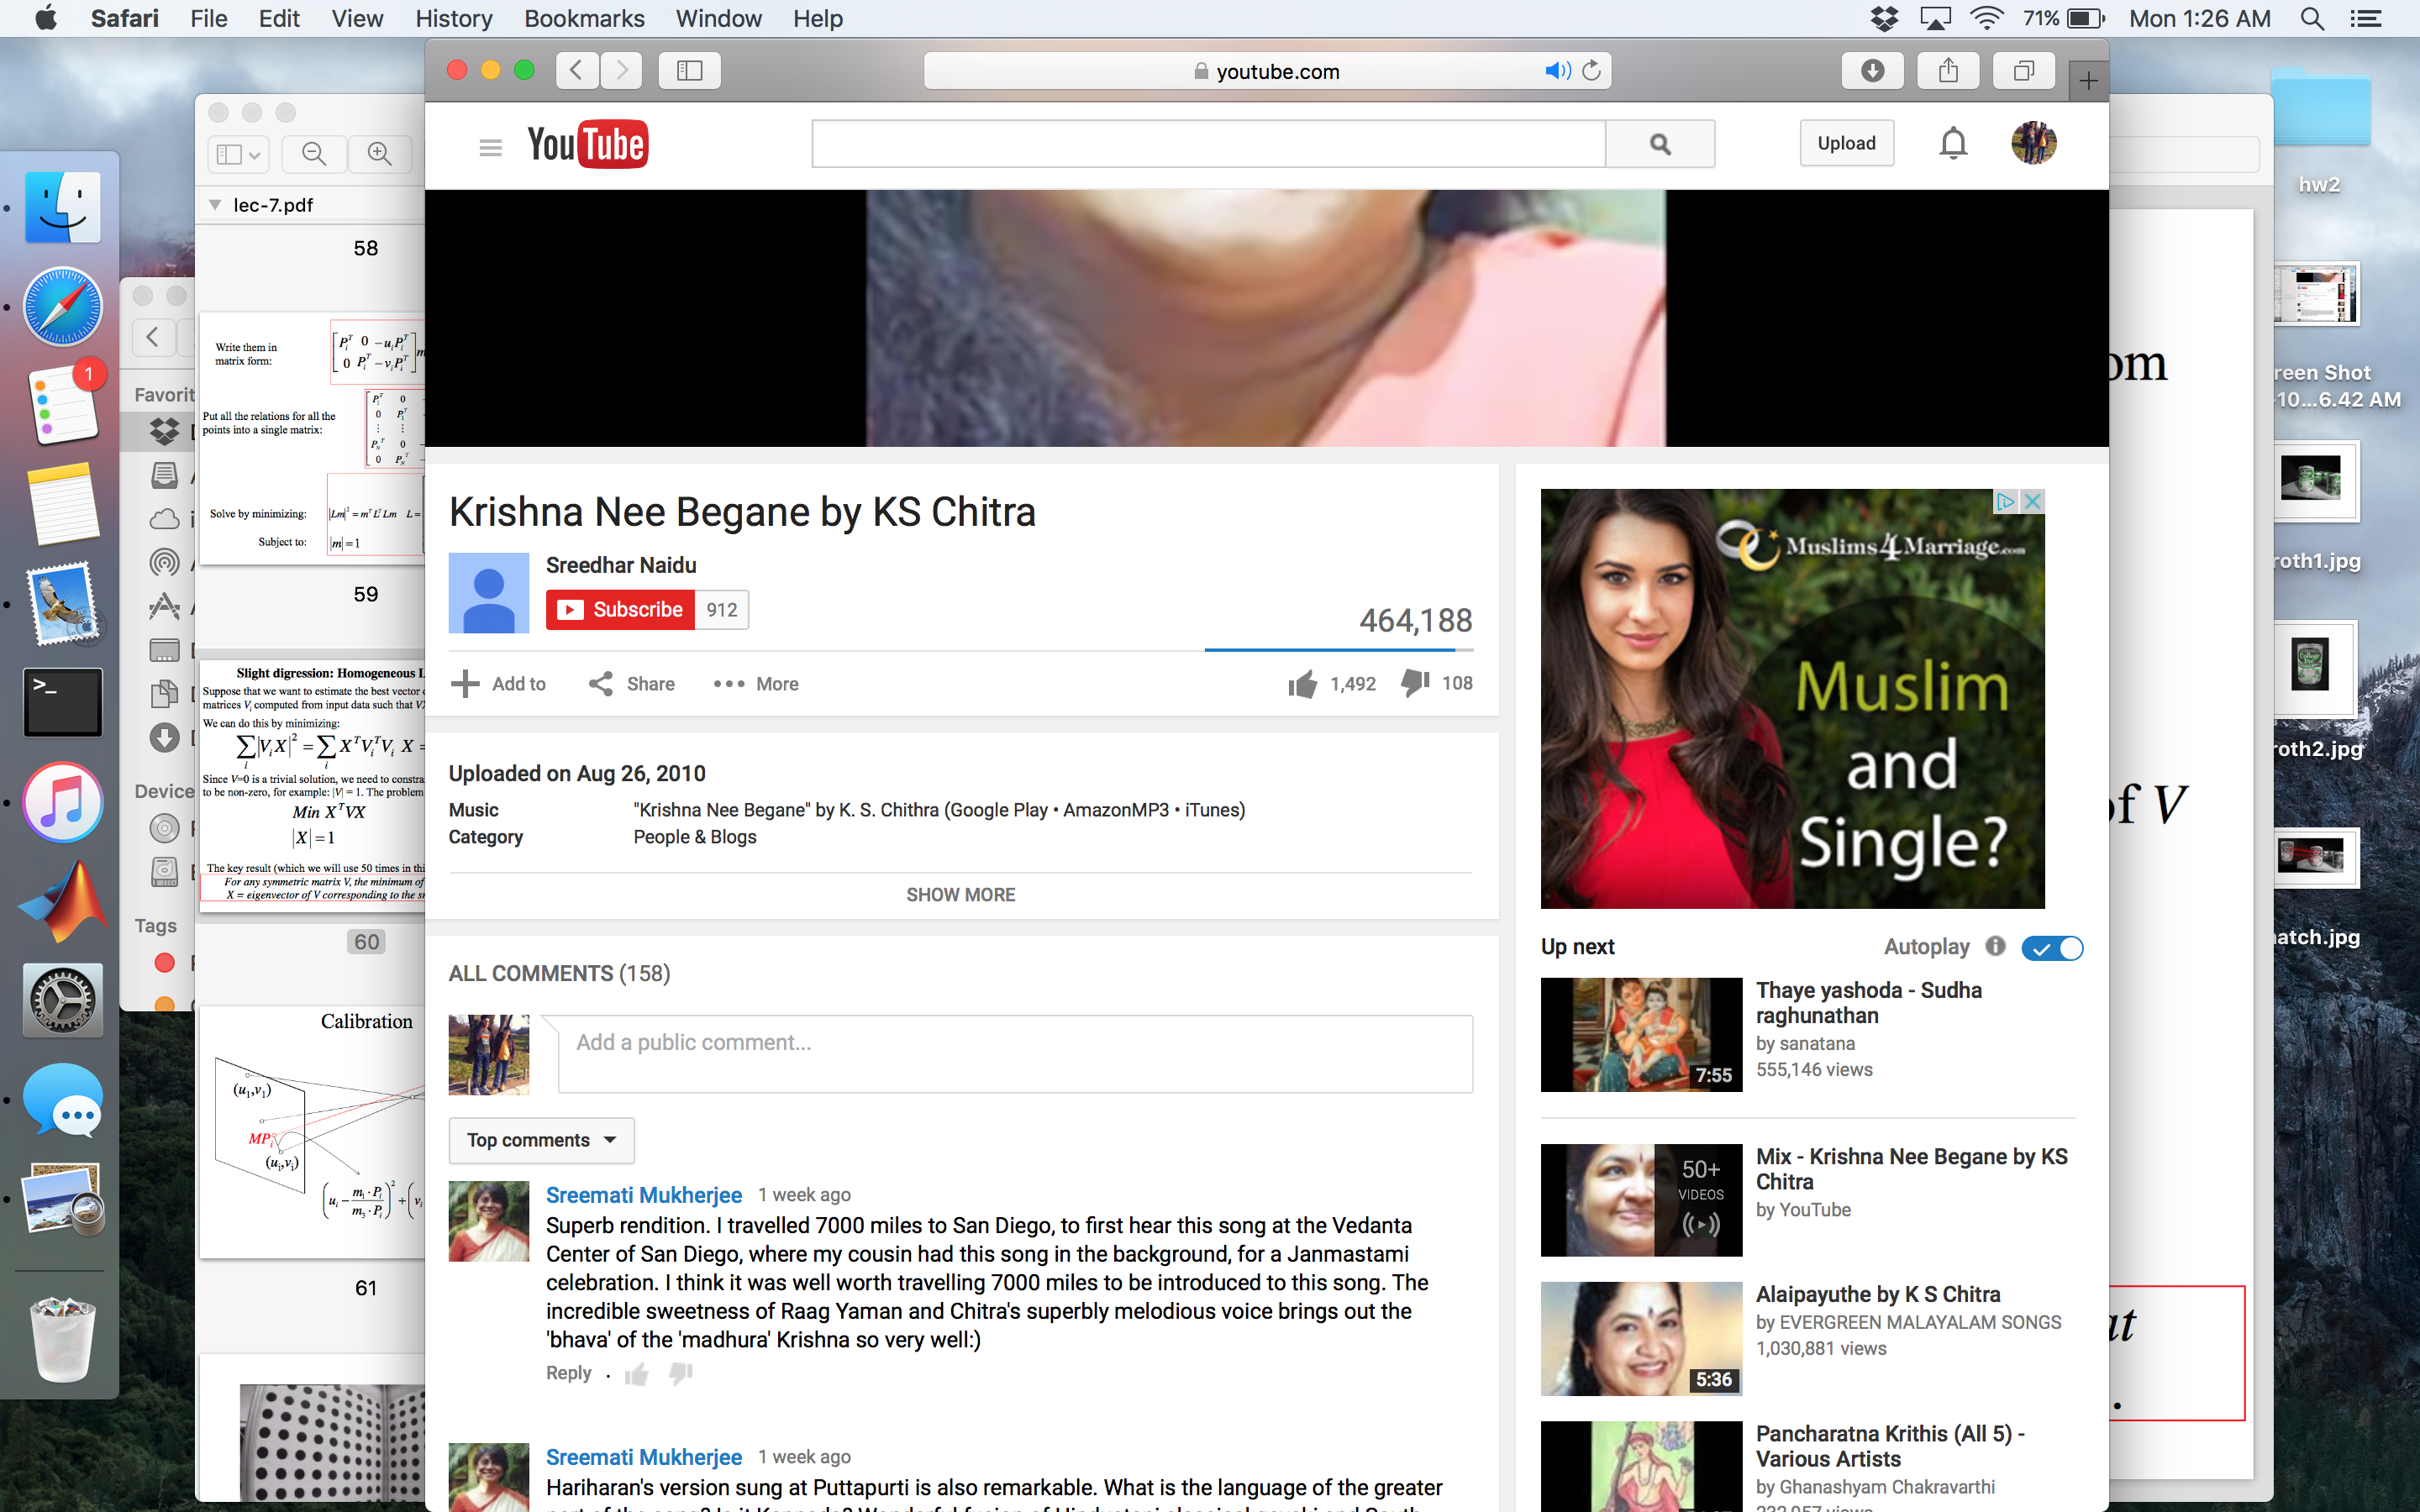 Safari File Edit View History Bookmarks Window Help
71% Mon 1:26 AM
youtube.com
YouTube
Upload
Krishna Nee Begane by KS Chitra
Sreedhar Naidu
Subscribe 912
464,188
Add to Share More
1,492 108
Uploaded on Aug 26, 2010
Music "Krishna Nee Begane" by K. S. Chithra (Google Play • AmazonMP3 • iTunes)
Category People & Blogs
SHOW MORE
ALL COMMENTS (158)
Add a public comment...
Top comments
Sreemati Mukherjee 1 week ago
Superb rendition. I travelled 7000 miles to San Diego, to first hear this song at the Vedanta
Center of San Diego, where my cousin had this song in the background, for a Janmastami
celebration. I think it was well worth travelling 7000 miles to be introduced to this song. The
incredible sweetness of Raag Yaman and Chitra's superbly melodious voice brings out the
'bhava' of the 'madhura' Krishna so very well:)
Reply
Sreemati Mukherjee 1 week ago
Hariharan's version sung at Puttapurti is also remarkable. What is the language of the greater
Muslims4Marriage.com
Muslim
and
Single?
Up next Autoplay
Thaye yashoda - Sudha
raghunathan
by sanatana
555,146 views
7:55
Mix - Krishna Nee Begane by KS
Chitra
by YouTube
50+
VIDEOS
Alaipayuthe by K S Chitra
by EVERGREEN MALAYALAM SONGS
1,030,881 views
5:36
Pancharatna Krithis (All 5) -
Various Artists
by Ghanashyam Chakravarthi
lec-7.pdf
58
Write them in
matrix form:
Put all the relations for all the
points into a single matrix:
Solve by minimizing: |Lm|² = mᵀLᵀLm L =
Subject to: |m| = 1
59
Slight digression: Homogeneous L
Suppose that we want to estimate the best vector
matrices Vᵢ computed from input data such that
We can do this by minimizing:
∑|VᵢX|² = ∑XᵀVᵢᵀVᵢ X =
Since V=0 is a trivial solution, we need to
to be non-zero, for example: |V| = 1. The problem
Min XᵀVX
|X| = 1
The key result (which we will use 50 times in
For any symmetric matrix V, the minimum of
X = eigenvector of V corresponding to the
60
Calibration
(u₁,v₁)
MPᵢ
(uᵢ,vᵢ)
61
Favorit
Device
Tags
1
hw2
reen Shot
-10...6.42 AM
roth1.jpg
roth2.jpg
atch.jpg
om
of V
at